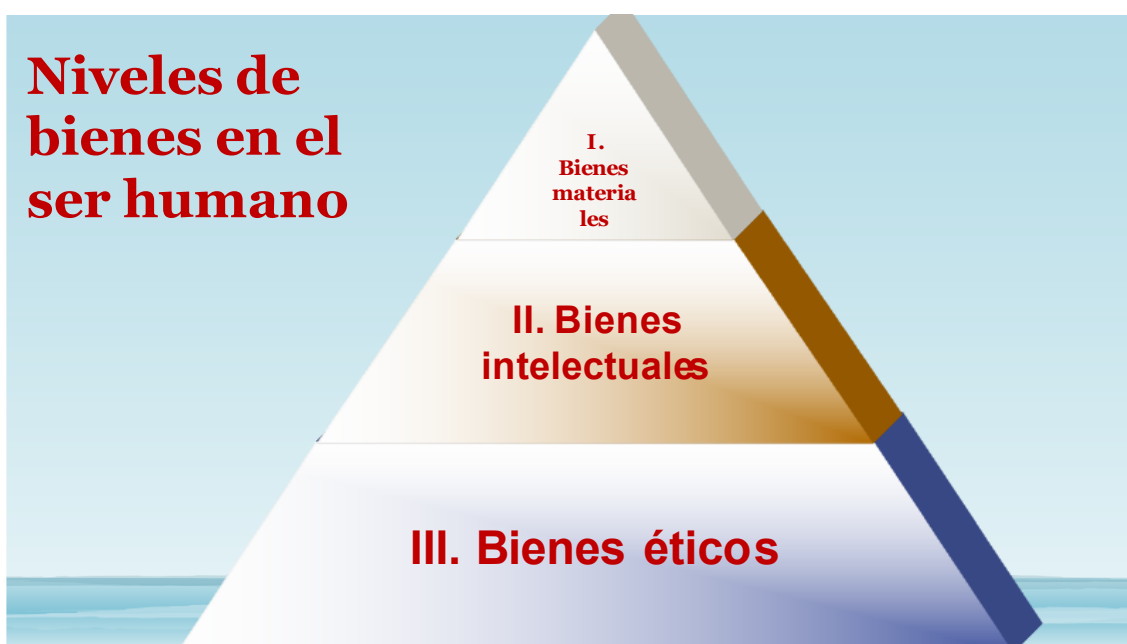 Niveles de
bienes en el
ser humano
I.
Bienes
materia
les
II. Bienes
intelectuales
III. Bienes éticos